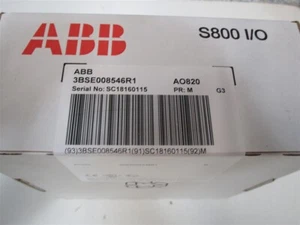 ABB
S800 I/O
ABB
3BSE008546R1 AO820
Serial No: SC18160115 PR: M G3
(93)3BSE008546R1(91)SC18160115(92)M